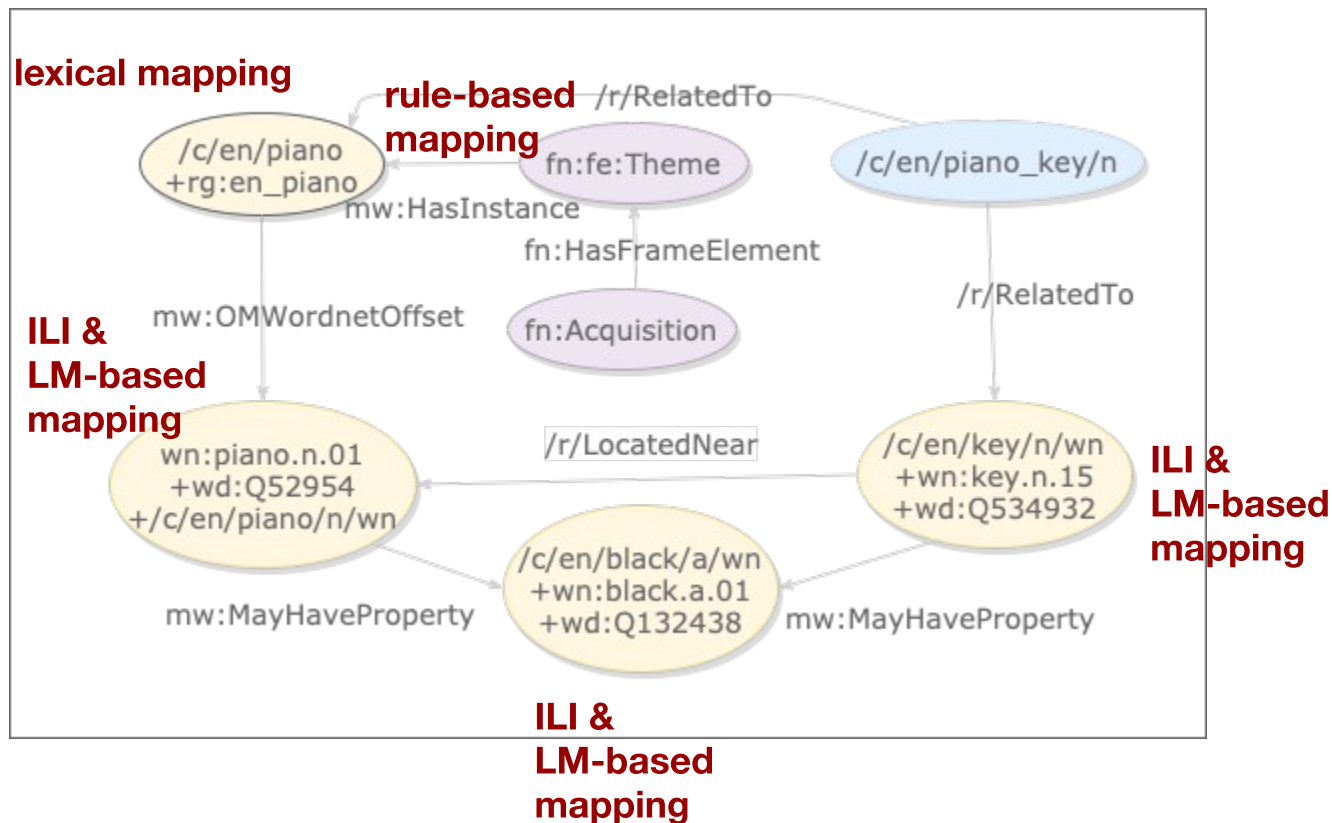 lexical mapping
rule-based
mapping
/r/RelatedTo
/c/en/piano
+rg:en_piano
fn:fe:Theme
/c/en/piano_key/n
mw:HasInstance
fn:HasFrameElement
/r/RelatedTo
mw:OMWordnetOffset
fn:Acquisition
ILI &
LM-based
mapping
wn:piano.n.01
+wd:Q52954
+/c/en/piano/n/wn
/r/LocatedNear
/c/en/key/n/wn
+wn:key.n.15
+wd:Q534932
ILI &
LM-based
mapping
/c/en/black/a/wn
+wn:black.a.01
+wd:Q132438
mw:MayHaveProperty
mw:MayHaveProperty
ILI &
LM-based
mapping